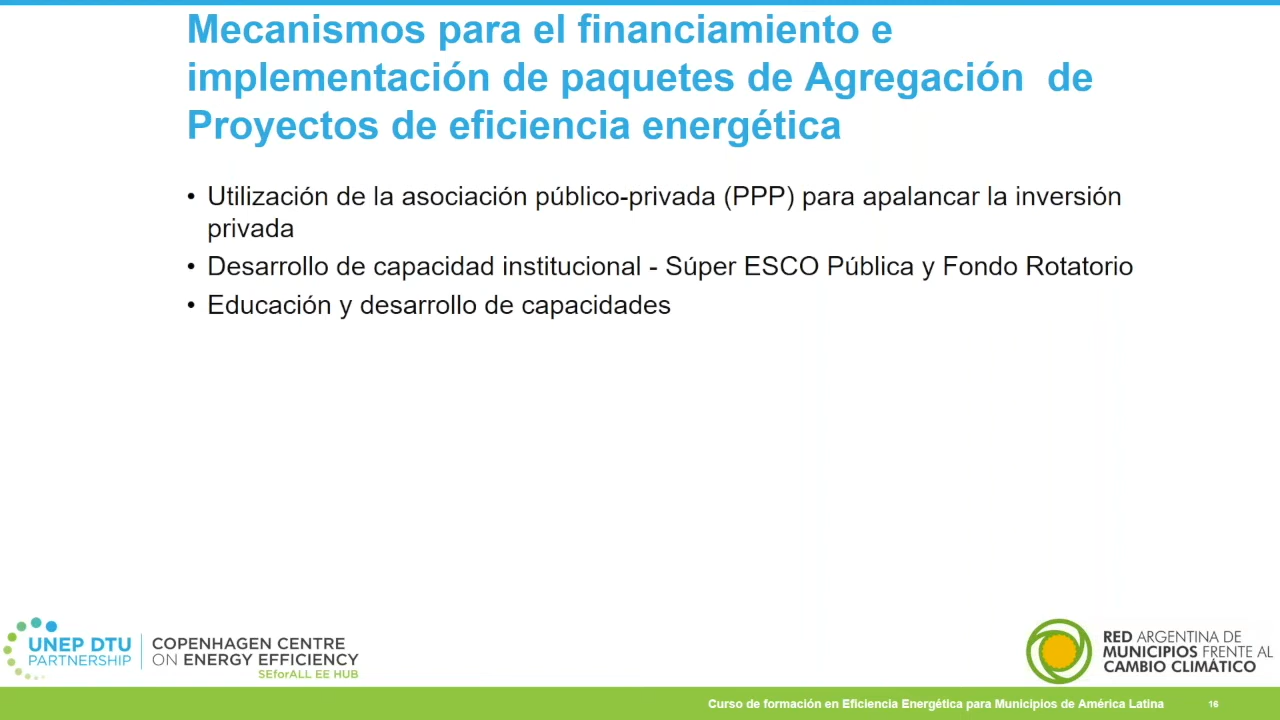 Mecanismos para el financiamiento e
implementación de paquetes de Agregación  de
Proyectos de eficiencia energética
• Utilización de la asociación público-privada (PPP) para apalancar la inversión
privada
• Desarrollo de capacidad institucional - Súper ESCO Pública y Fondo Rotatorio
• Educación y desarrollo de capacidades
UNEP DTU
PARTNERSHIP
COPENHAGEN CENTRE
ON ENERGY EFFICIENCY
SEforALL EE HUB
RED ARGENTINA DE
MUNICIPIOS FRENTE AL
CAMBIO CLIMÁTICO
Curso de formación en Eficiencia Energética para Municipios de América Latina
16